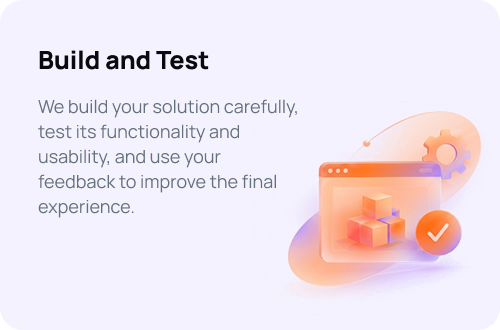 Build and Test
We build your solution carefully,
test its functionality and
usability, and use your
feedback to improve the final
experience.